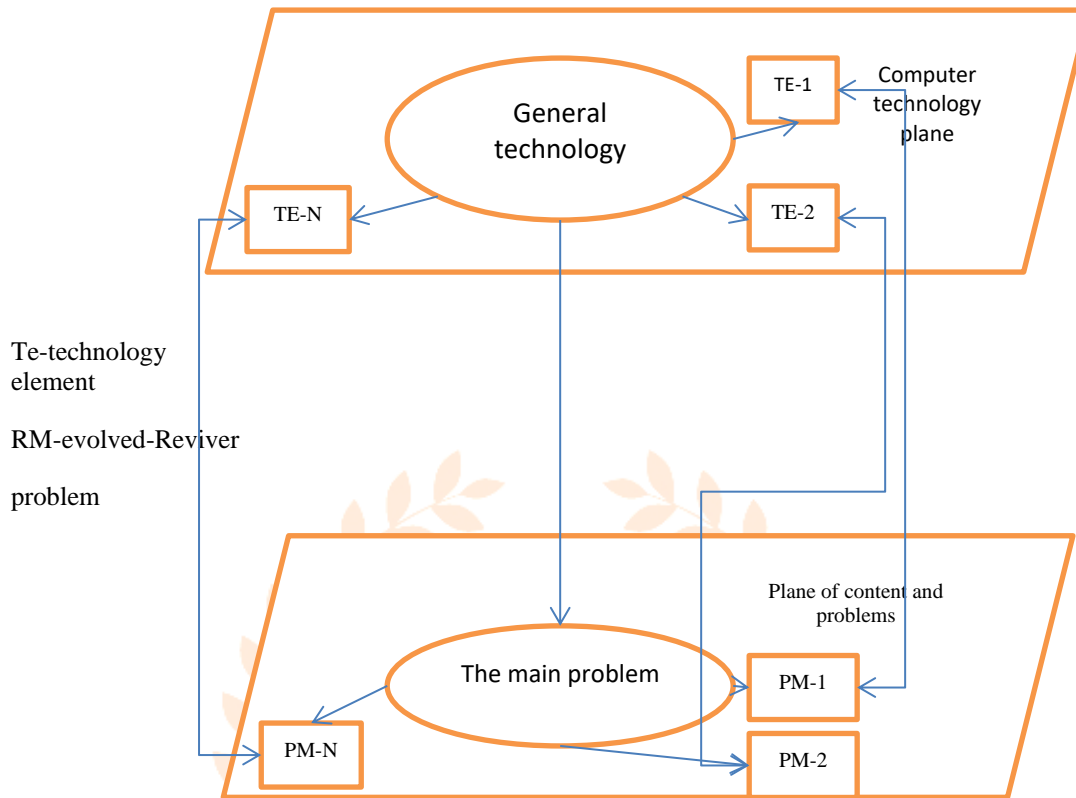 General
technology
TE-1
Computer
technology
plane
TE-N
TE-2
Te-technology
element
RM-evolved-Reviver
problem
Plane of content and
problems
The main problem
PM-1
PM-N
PM-2